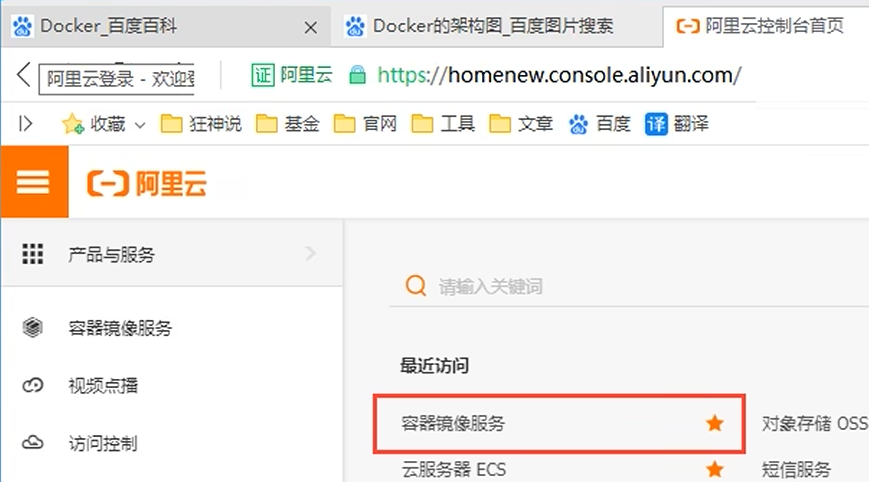 Docker_百度百科
Docker的架构图_百度图片搜索
阿里云控制台首页
阿里云登录 - 欢迎登
证 阿里云 https://homenew.console.aliyun.com/
收藏 狂神说 基金 官网 工具 文章 百度 译 翻译
阿里云
产品与服务
请输入关键词
容器镜像服务
视频点播
访问控制
最近访问
容器镜像服务
对象存储 OSS
云服务器 ECS
短信服务